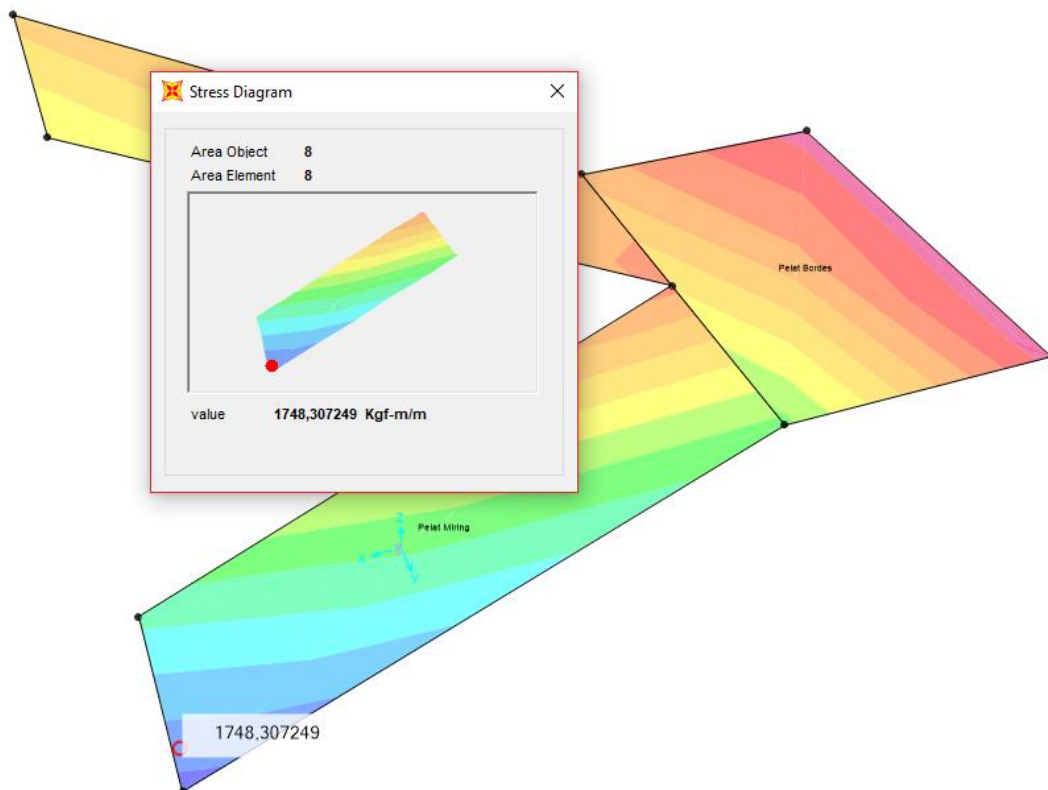 Stress Diagram
Area Object 8
Area Element 8
value 1748,307249 Kgf-m/m
Pelat Bordes
Pelat Miring
Z
X
Y
1748,307249